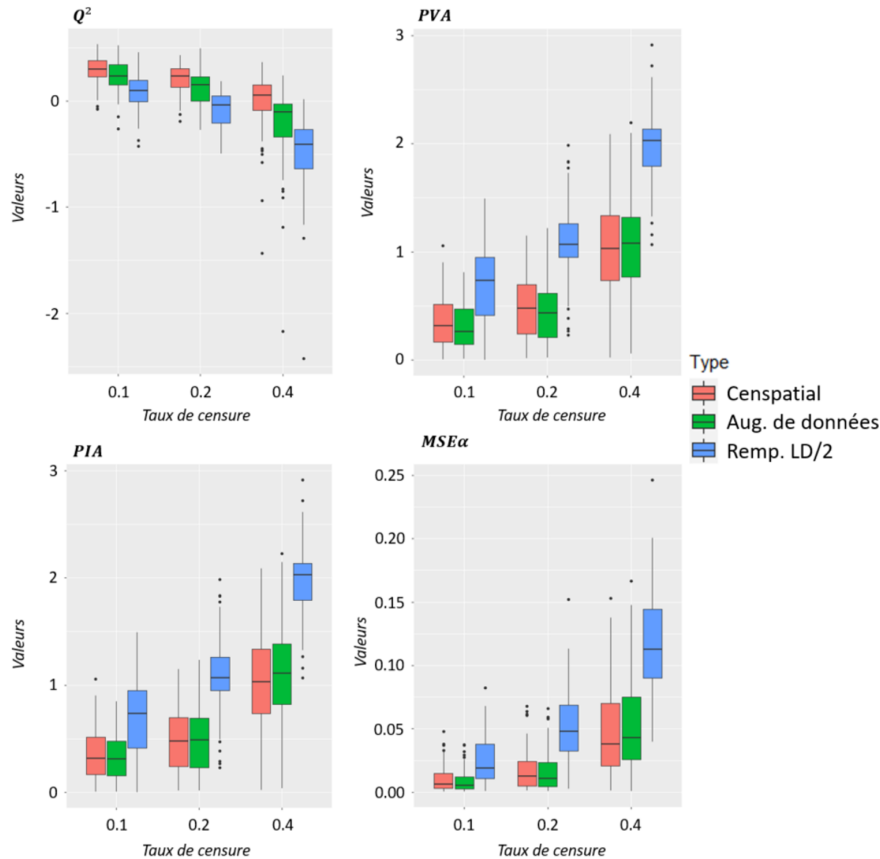 Q²
PVA
Valeurs
0
-1
-2
0.1
0.2
0.4
Taux de censure
Valeurs
3
2
1
0
0.1
0.2
0.4
Taux de censure
Type
Censpatial
Aug. de données
Remp. LD/2
PIA
MSEα
Valeurs
3
2
1
0
0.1
0.2
0.4
Taux de censure
Valeurs
0.25
0.20
0.15
0.10
0.05
0.00
0.1
0.2
0.4
Taux de censure